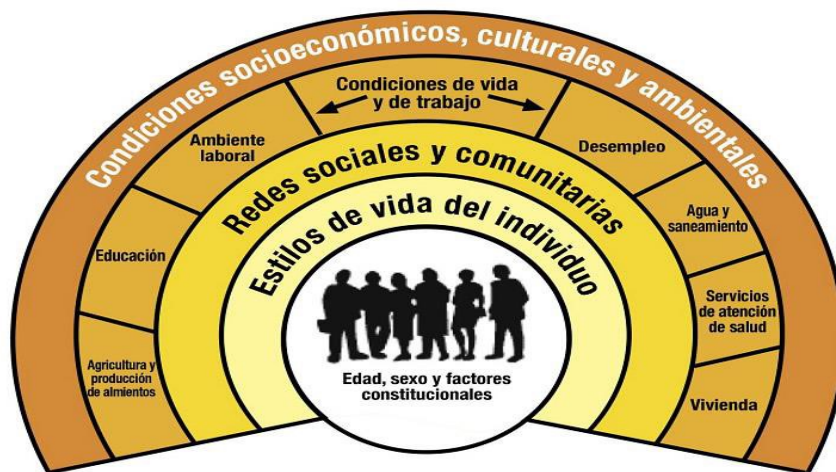 Condiciones socioeconómicos, culturales y ambientales
Condiciones de vida
y de trabajo
Ambiente
laboral
Desempleo
Redes sociales y comunitarias
Agua y
saneamiento
Educación
Estilos de vida del individuo
Servicios
de atención
de salud
Agricultura y
producción
de almientos
Edad, sexo y factores
constitucionales
Vivienda